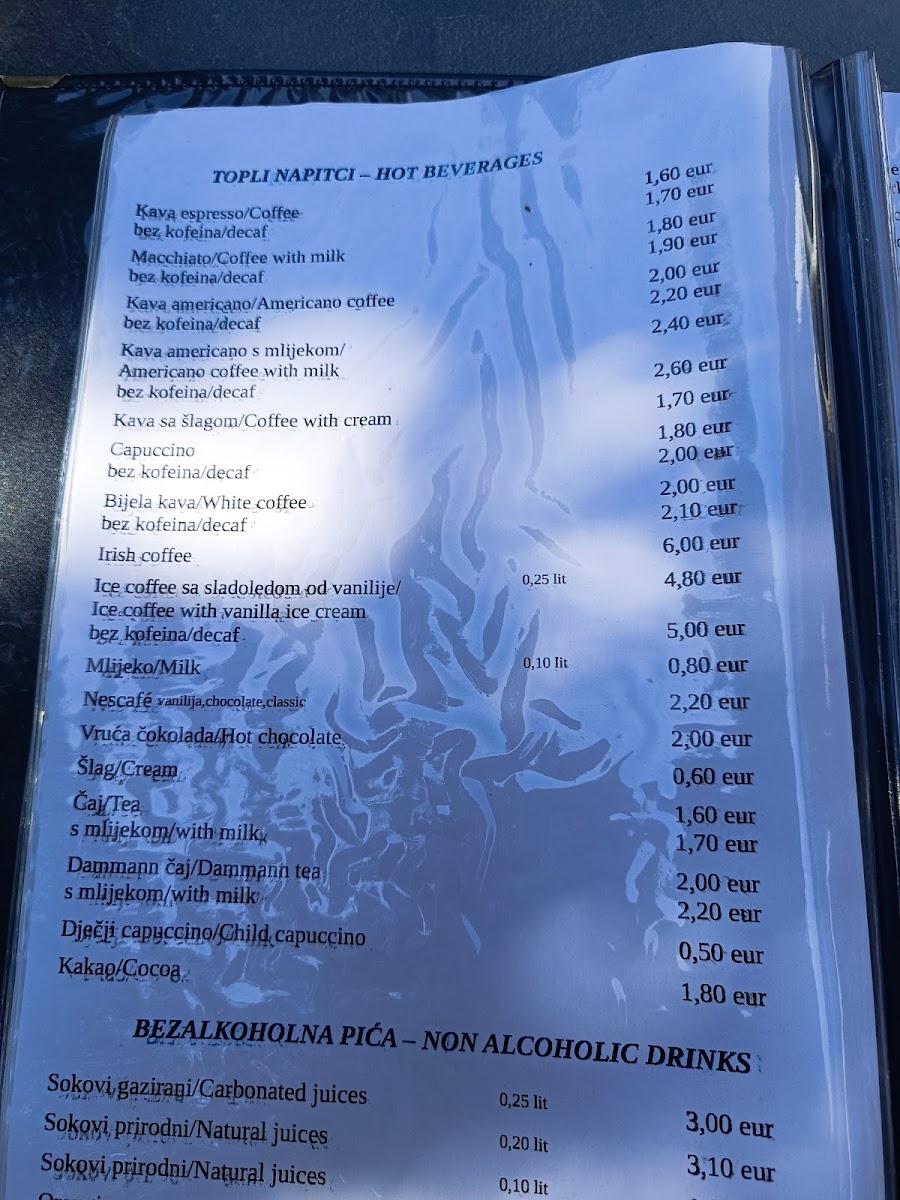 TOPLI NAPITCI – HOT BEVERAGES
Kava espresso/Coffee 1,60 eur
bez kofeina/decaf 1,70 eur
Macchiato/Coffee with milk 1,80 eur
bez kofeina/decaf 1,90 eur
Kava americano/Americano coffee 2,00 eur
bez kofeina/decaf 2,20 eur
Kava americano s mlijekom/ 2,40 eur
Americano coffee with milk
bez kofeina/decaf 2,60 eur
Kava sa šlagom/Coffee with cream 1,70 eur
Capuccino 1,80 eur
bez kofeina/decaf 2,00 eur
Bijela kava/White coffee 2,00 eur
bez kofeina/decaf 2,10 eur
Irish coffee 6,00 eur
Ice coffee sa sladoledom od vanilije/ 0,25 lit 4,80 eur
Ice coffee with vanilla ice cream
bez kofeina/decaf 5,00 eur
Mlijeko/Milk 0,10 lit 0,80 eur
Nescafé vanilija,chocolate,classic 2,20 eur
Vruća čokolada/Hot chocolate 2,00 eur
Šlag/Cream 0,60 eur
Čaj/Tea 1,60 eur
s mlijekom/with milk 1,70 eur
Dammann čaj/Dammann tea 2,00 eur
s mlijekom/with milk 2,20 eur
Dječji capuccino/Child capuccino 0,50 eur
Kakao/Cocoa 1,80 eur
BEZALKOHOLNA PIĆA – NON ALCOHOLIC DRINKS
Sokovi gazirani/Carbonated juices 0,25 lit 3,00 eur
Sokovi prirodni/Natural juices 0,20 lit 3,10 eur
Sokovi prirodni/Natural juices 0,10 lit